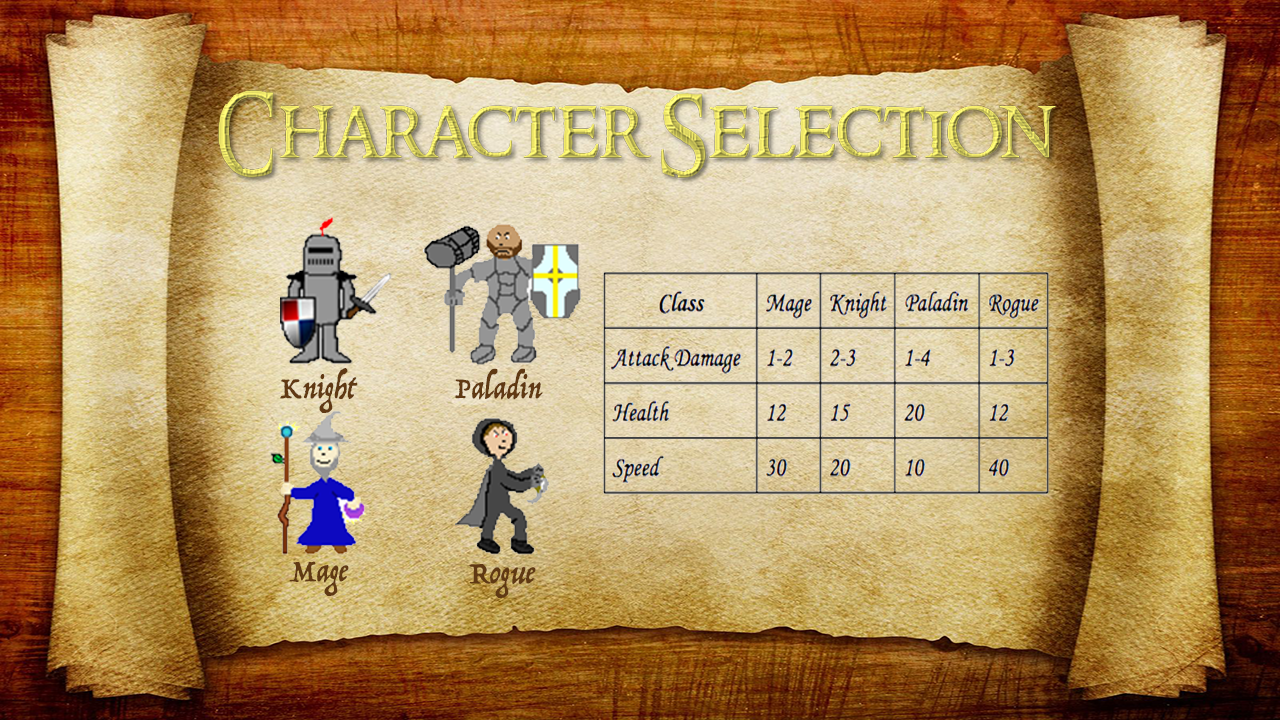 Character Selection
Knight Paladin
Mage Rogue
Class Mage Knight Paladin Rogue
Attack Damage 1-2 2-3 1-4 1-3
Health 12 15 20 12
Speed 30 20 10 40